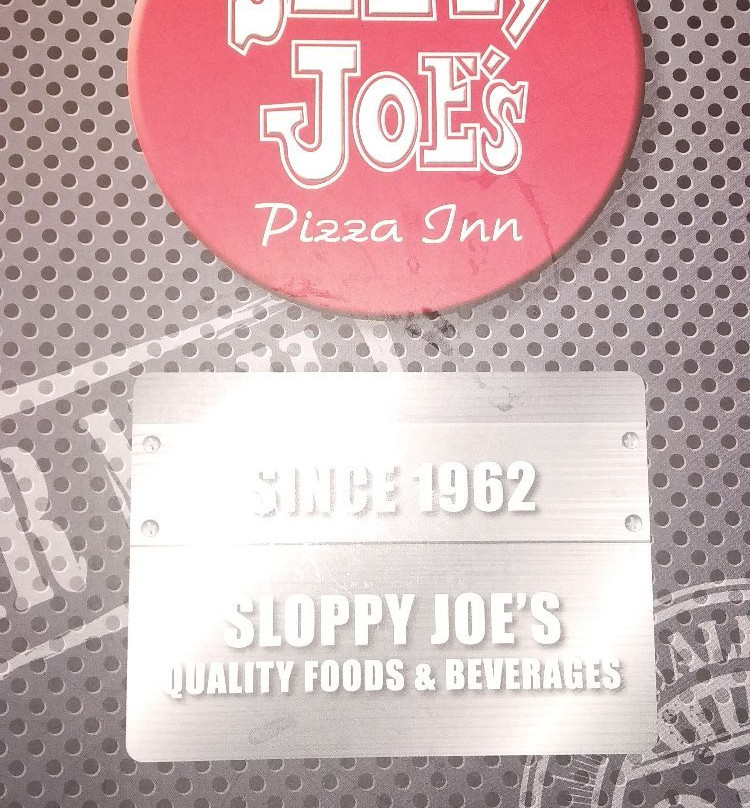 JOE'S
Pizza Inn
SINCE 1962
SLOPPY JOE'S
QUALITY FOODS & BEVERAGES